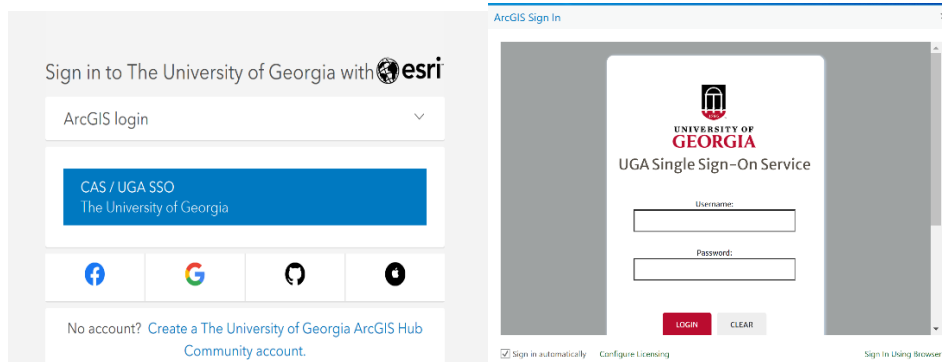 Sign in to The University of Georgia with esri
ArcGIS login
CAS / UGA SSO
The University of Georgia
No account? Create a The University of Georgia ArcGIS Hub
Community account.
ArcGIS Sign In
1785
UNIVERSITY OF
GEORGIA
UGA Single Sign-On Service
Username:
Password:
LOGIN
CLEAR
Sign in automatically
Configure Licensing
Sign In Using Browser